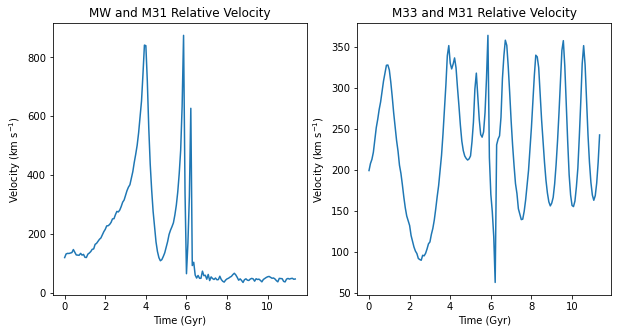 MW and M31 Relative Velocity
Velocity (km s⁻¹)
800
600
400
200
0
0 2 4 6 8 10
Time (Gyr)
M33 and M31 Relative Velocity
Velocity (km s⁻¹)
350
300
250
200
150
100
50
0 2 4 6 8 10
Time (Gyr)